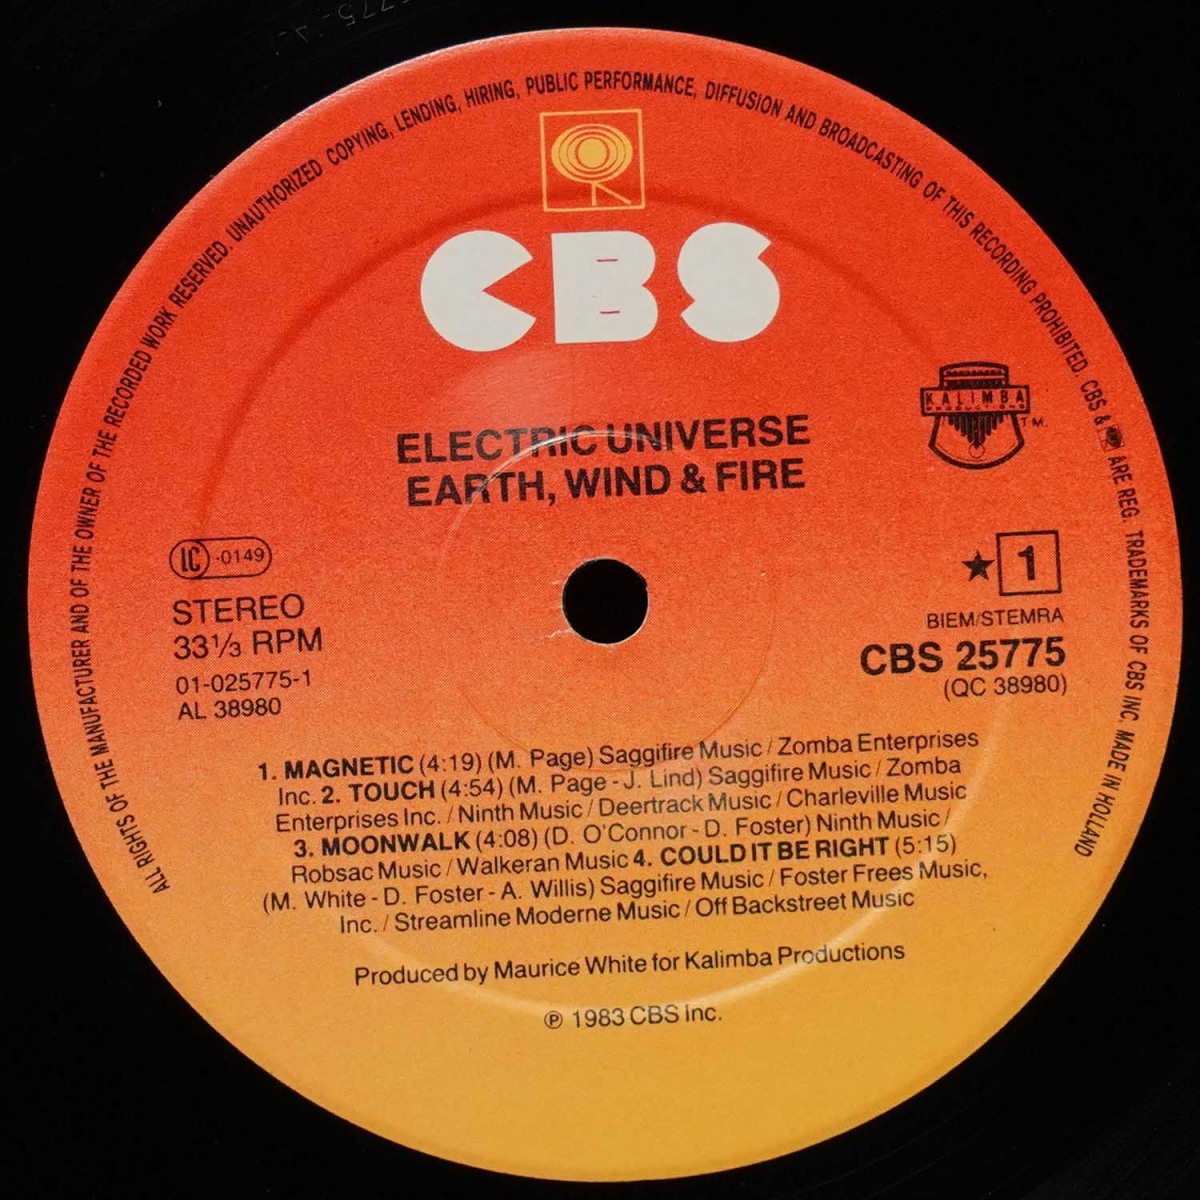 ALL RIGHTS OF THE MANUFACTURER AND OF THE OWNER OF THE RECORDED WORK RESERVED. UNAUTHORIZED COPYING, LENDING, HIRING, PUBLIC PERFORMANCE, DIFFUSION AND BROADCASTING OF THIS RECORDING PROHIBITED. CBS & ARE REG. TRADEMARKS OF CBS INC. MADE IN HOLLAND
CBS
KALIMBA
PRODUCTIONS
TM.
ELECTRIC UNIVERSE
EARTH, WIND & FIRE
LC -0149
STEREO
33⅓ RPM
01-025775-1
AL 38980
★ 1
BIEM/STEMRA
CBS 25775
(QC 38980)
1. MAGNETIC (4:19) (M. Page) Saggifire Music / Zomba Enterprises
Inc. 2. TOUCH (4:54) (M. Page - J. Lind) Saggifire Music / Zomba
Enterprises Inc. / Ninth Music / Deertrack Music / Charleville Music
3. MOONWALK (4:08) (D. O'Connor - D. Foster) Ninth Music /
Robsac Music / Walkeran Music 4. COULD IT BE RIGHT (5:15)
(M. White - D. Foster - A. Willis) Saggifire Music / Foster Frees Music,
Inc. / Streamline Moderne Music / Off Backstreet Music
Produced by Maurice White for Kalimba Productions
℗ 1983 CBS Inc.